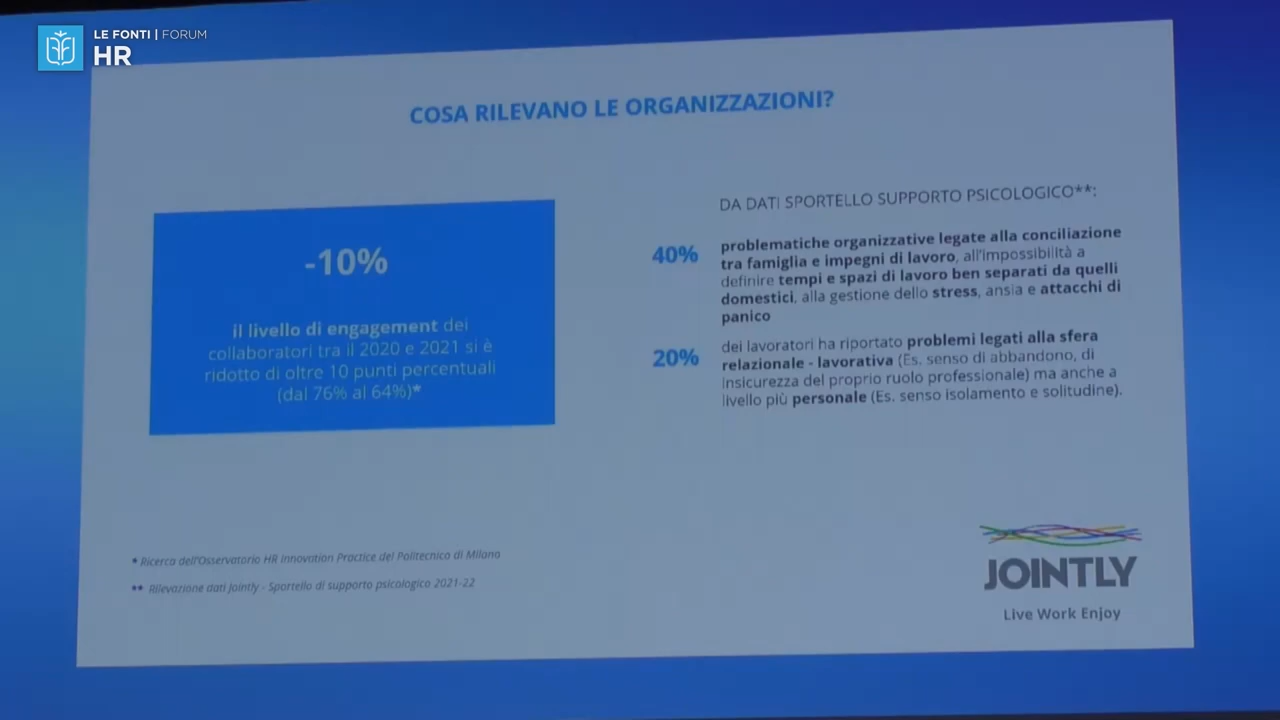 LE FONTI | FORUM
HR
COSA RILEVANO LE ORGANIZZAZIONI?
-10%
il livello di engagement dei
collaboratori tra il 2020 e 2021 si è
ridotto di oltre 10 punti percentuali
(dal 76% al 64%)*
DA DATI SPORTELLO SUPPORTO PSICOLOGICO**:
40%
problematiche organizzative legate alla conciliazione
tra famiglia e impegni di lavoro, all'impossibilità a
definire tempi e spazi di lavoro ben separati da quelli
domestici, alla gestione dello stress, ansia e attacchi di
panico
20%
dei lavoratori ha riportato problemi legati alla sfera
relazionale - lavorativa (Es. senso di abbandono, di
insicurezza del proprio ruolo professionale) ma anche a
livello più personale (Es. senso isolamento e solitudine).
* Ricerca dell'Osservatorio HR Innovation Practice del Politecnico di Milano
** Rilevazione dati Jointly - Sportello di supporto psicologico 2021-22
JOINTLY
Live Work Enjoy